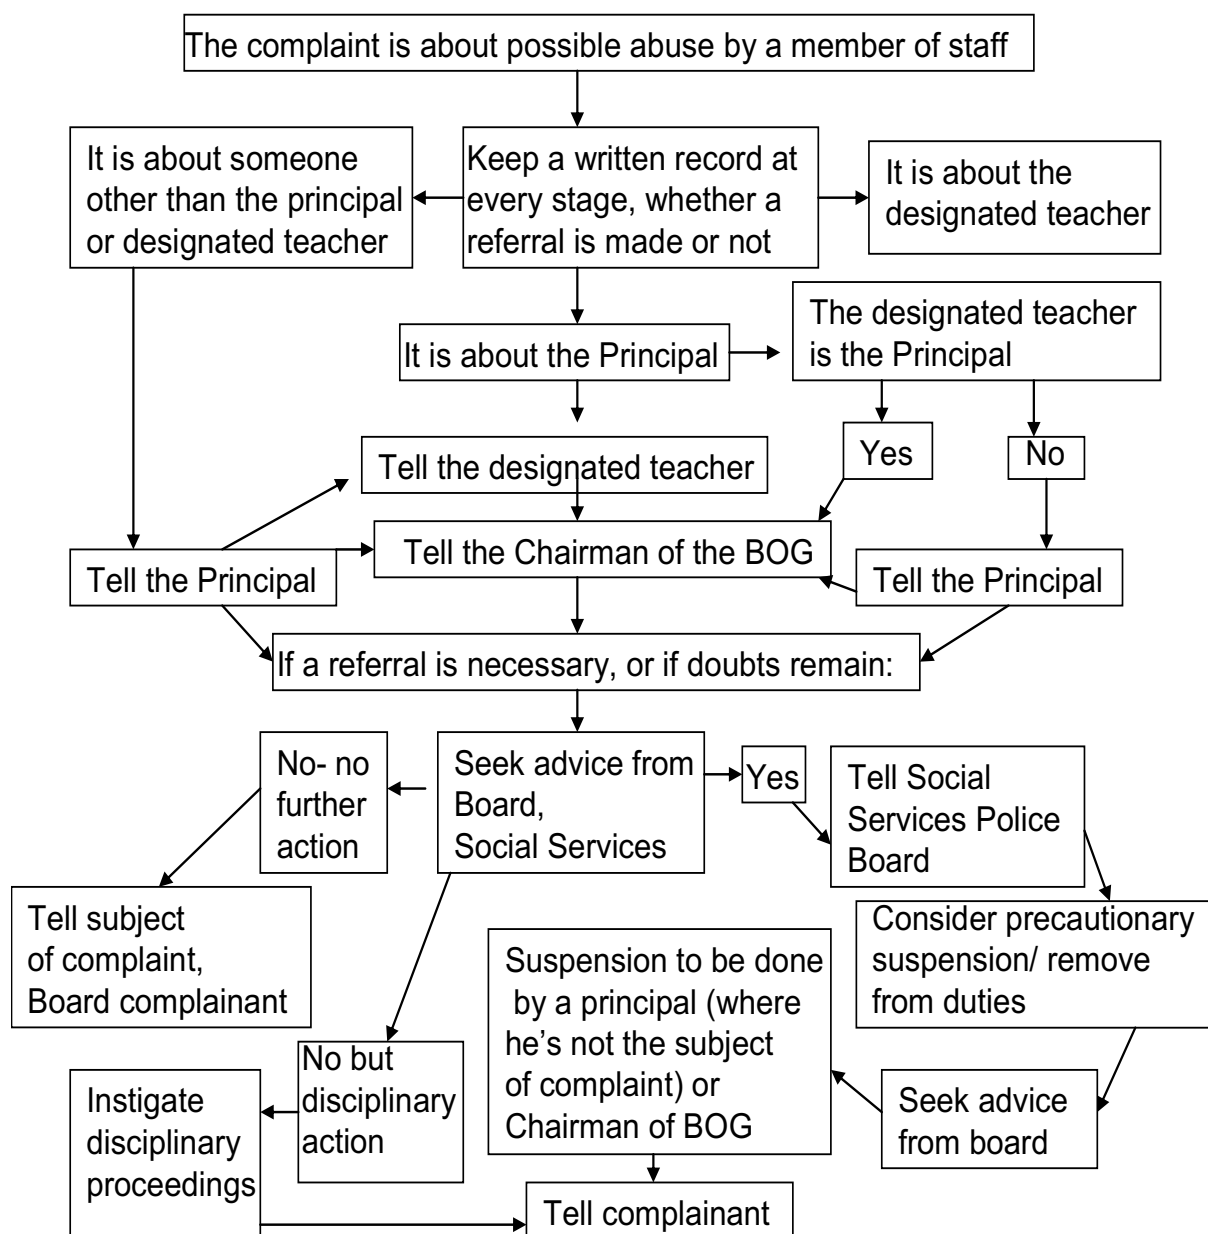 The complaint is about possible abuse by a member of staff
It is about someone
other than the principal
or designated teacher
Keep a written record at
every stage, whether a
referral is made or not
It is about the
designated teacher
It is about the Principal
The designated teacher
is the Principal
Yes
No
Tell the designated teacher
Tell the Chairman of the BOG
Tell the Principal
Tell the Principal
If a referral is necessary, or if doubts remain:
No- no
further
action
Seek advice from
Board,
Social Services
Yes
Tell Social
Services Police
Board
Tell subject
of complaint,
Board complainant
Consider precautionary
suspension/ remove
from duties
Suspension to be done
by a principal (where
he's not the subject
of complaint) or
Chairman of BOG
No but
disciplinary
action
Instigate
disciplinary
proceedings
Seek advice
from board
Tell complainant